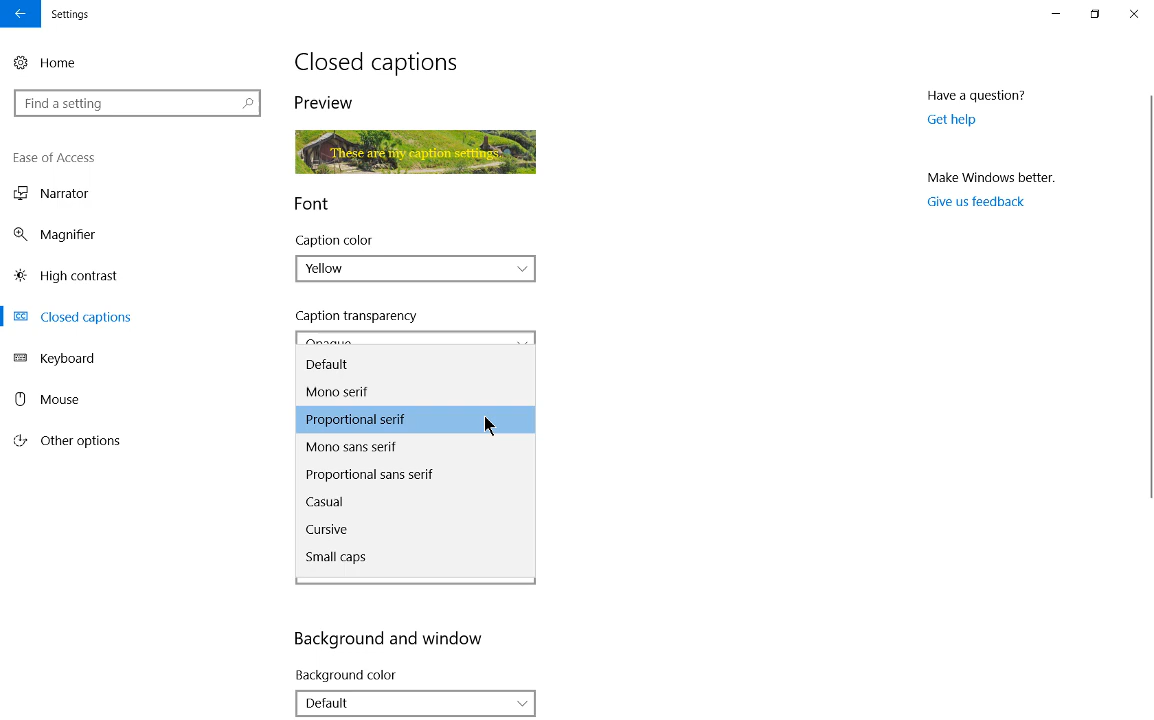 Settings
Home
Find a setting
Ease of Access
Narrator
Magnifier
High contrast
Closed captions
Keyboard
Mouse
Other options
Closed captions
Preview
These are my caption settings.
Font
Caption color
Yellow
Caption transparency
Opaque
Default
Mono serif
Proportional serif
Mono sans serif
Proportional sans serif
Casual
Cursive
Small caps
Background and window
Background color
Default
Have a question?
Get help
Make Windows better.
Give us feedback